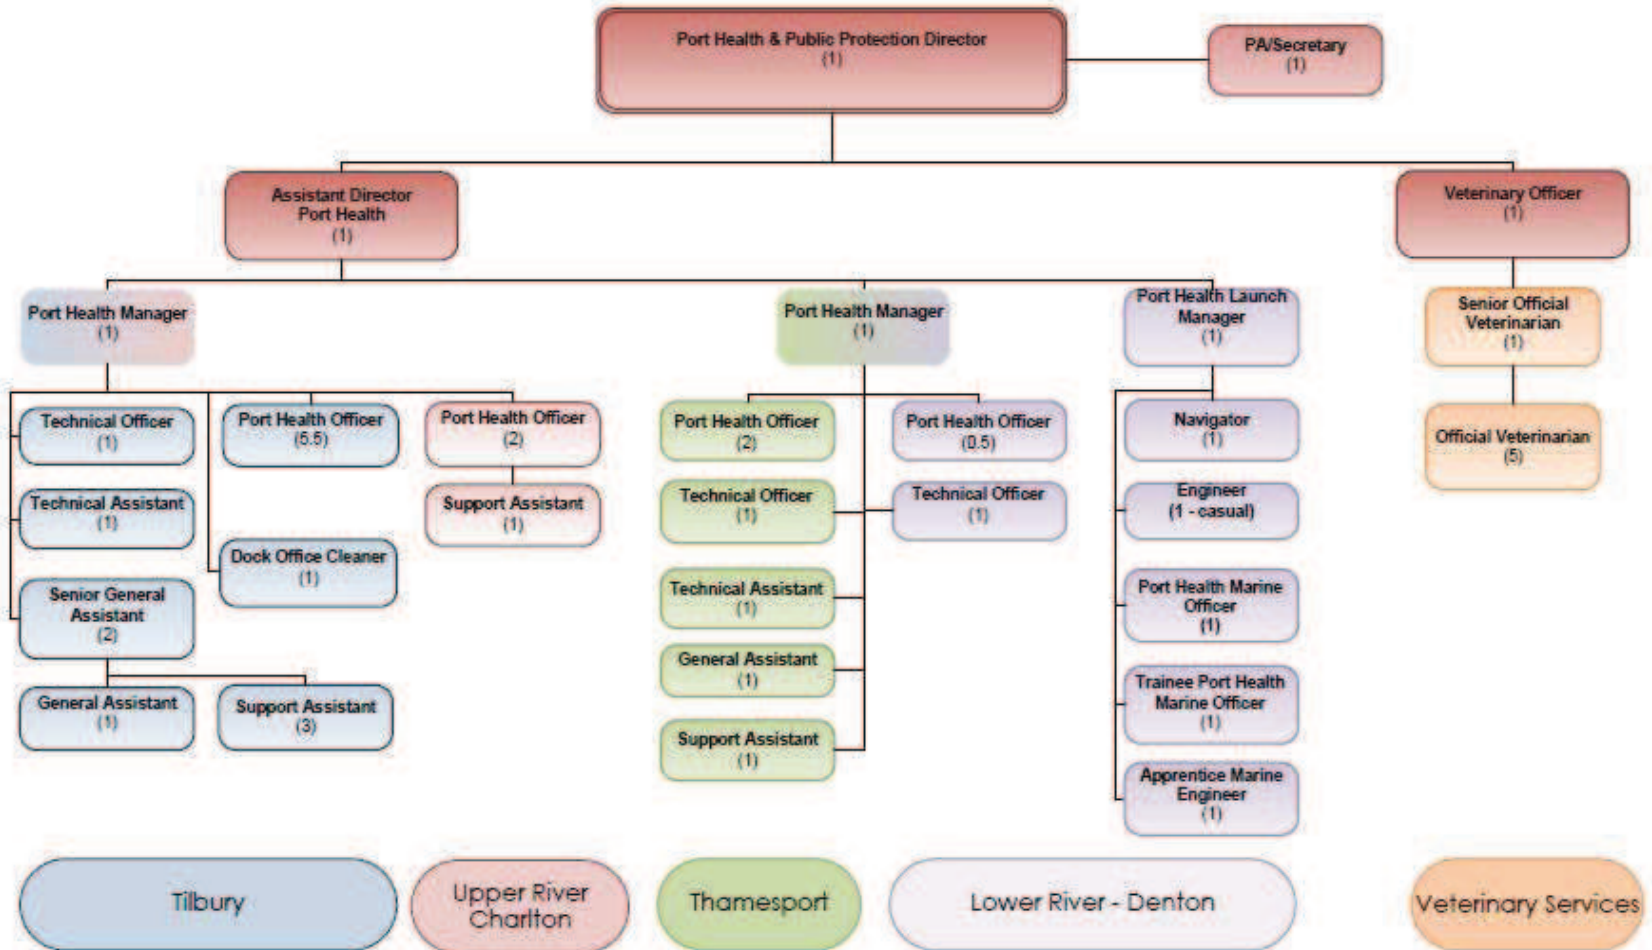 Port Health & Public Protection Director
(1)
PA/Secretary
(1)
Assistant Director
Port Health
(1)
Veterinary Officer
(1)
Port Health Manager
(1)
Port Health Manager
(1)
Port Health Launch
Manager
(1)
Senior Official
Veterinarian
(1)
Technical Officer
(1)
Port Health Officer
(5.5)
Port Health Officer
(2)
Port Health Officer
(2)
Port Health Officer
(0.5)
Navigator
(1)
Official Veterinarian
(5)
Technical Assistant
(1)
Support Assistant
(1)
Technical Officer
(1)
Technical Officer
(1)
Engineer
(1 - casual)
Dock Office Cleaner
(1)
Senior General
Assistant
(2)
Technical Assistant
(1)
Port Health Marine
Officer
(1)
General Assistant
(1)
Support Assistant
(3)
General Assistant
(1)
Trainee Port Health
Marine Officer
(1)
Support Assistant
(1)
Apprentice Marine
Engineer
(1)
Tilbury
Upper River
Charlton
Thamesport
Lower River - Denton
Veterinary Services